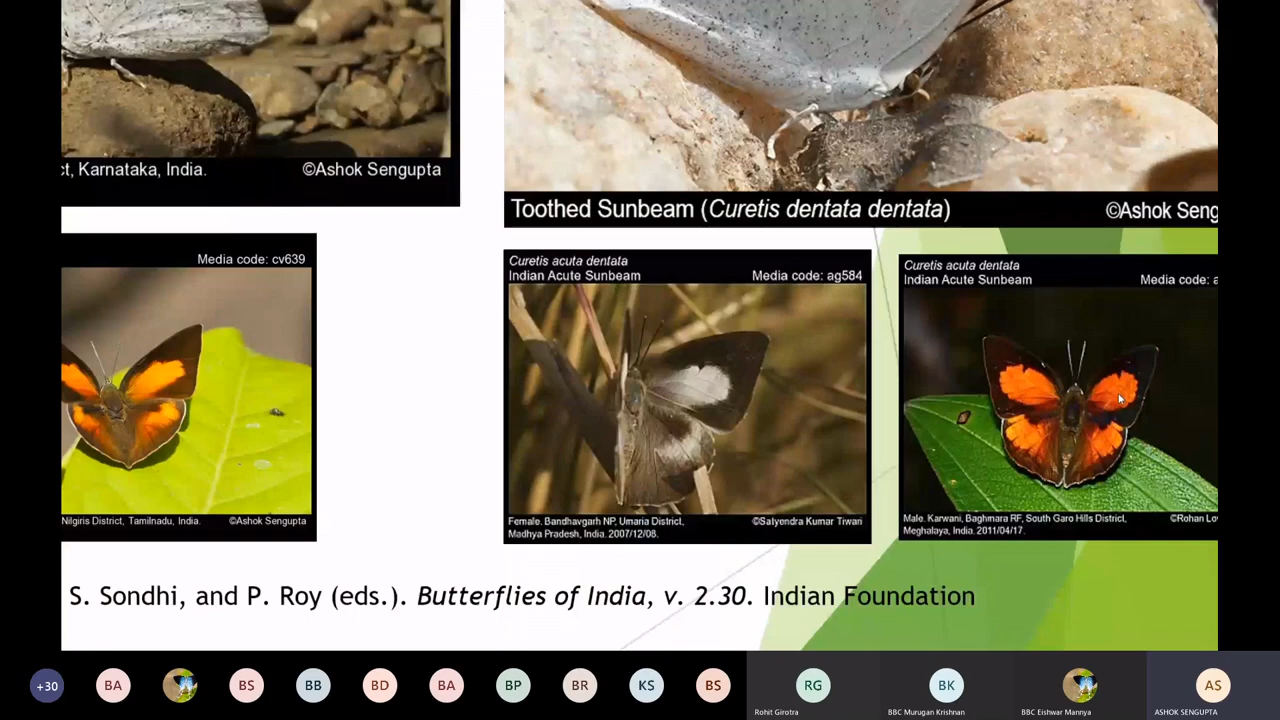 ct, Karnataka, India. ©Ashok Sengupta
Toothed Sunbeam (Curetis dentata dentata) ©Ashok Seng
Media code: cv639
Nilgiris District, Tamilnadu, India. ©Ashok Sengupta
Curetis acuta dentata
Indian Acute Sunbeam Media code: ag584
Female. Bandhavgarh NP, Umaria District, ©Satyendra Kumar Tiwari
Madhya Pradesh, India. 2007/12/08.
Curetis acuta dentata
Indian Acute Sunbeam Media code: a
Male. Karwani, Baghmara RF, South Garo Hills District, ©Rohan Lo
Meghalaya, India. 2011/04/17.
S. Sondhi, and P. Roy (eds.). Butterflies of India, v. 2.30. Indian Foundation
+30 BA BS BB BD BA BP BR KS BS RG BK AS
Rohit Girotra BBC Murugan Krishnan BBC Eishwar Mannya ASHOK SENGUPTA